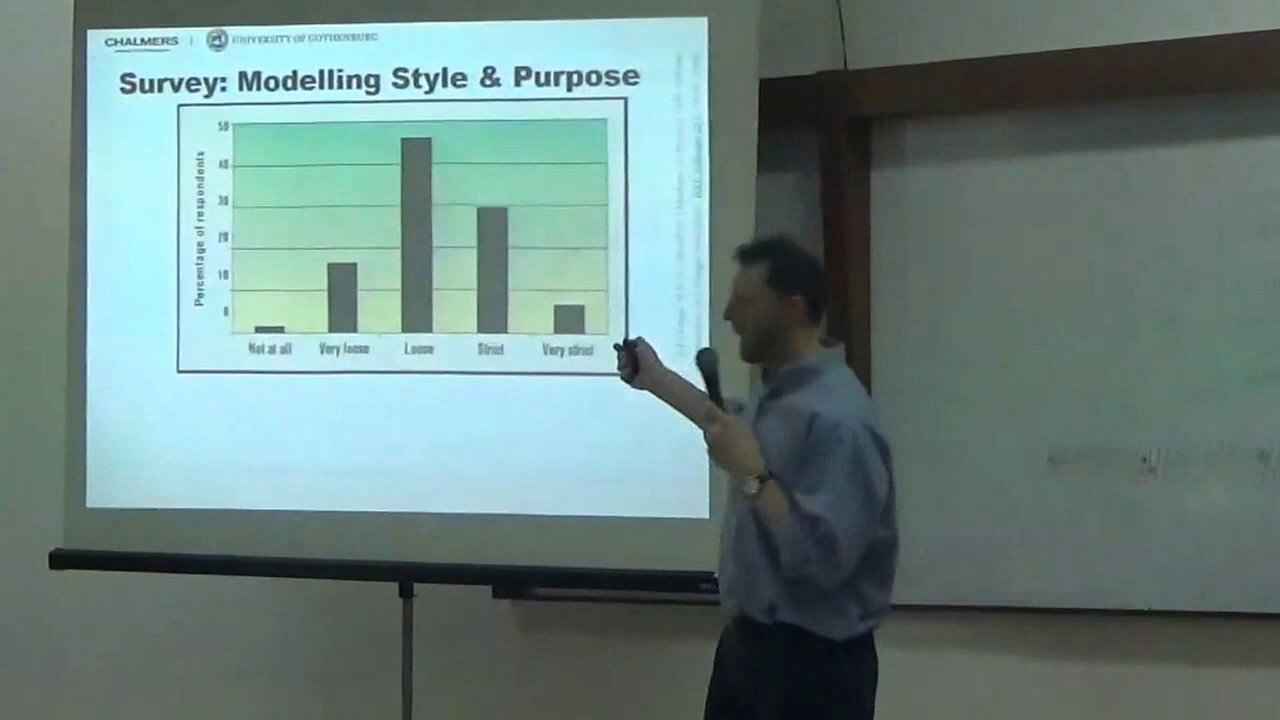 CHALMERS | UNIVERSITY OF GOTHENBURG
Survey: Modelling Style & Purpose
Percentage of respondents
50
40
30
20
10
0
Not at all Very loose Loose Strict Very strict